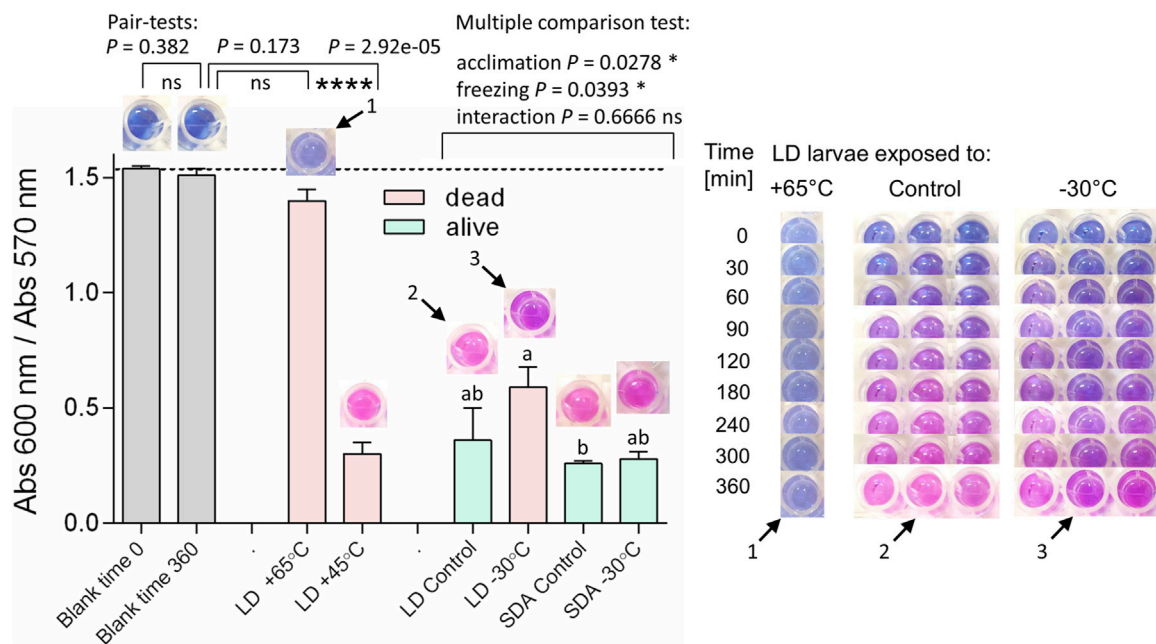 Pair-tests:
P = 0.382
P = 0.173
P = 2.92e-05
ns
ns
****
Multiple comparison test:
acclimation P = 0.0278 *
freezing P = 0.0393 *
interaction P = 0.6666 ns
1
Abs 600 nm / Abs 570 nm
1.5
1.0
0.5
0.0
dead
alive
2
3
ab
a
b
ab
Blank time 0
Blank time 360
.
LD +65°C
LD +45°C
.
LD Control
LD -30°C
SDA Control
SDA -30°C
Time
[min]
LD larvae exposed to:
+65°C
Control
-30°C
0
30
60
90
120
180
240
300
360
1
2
3